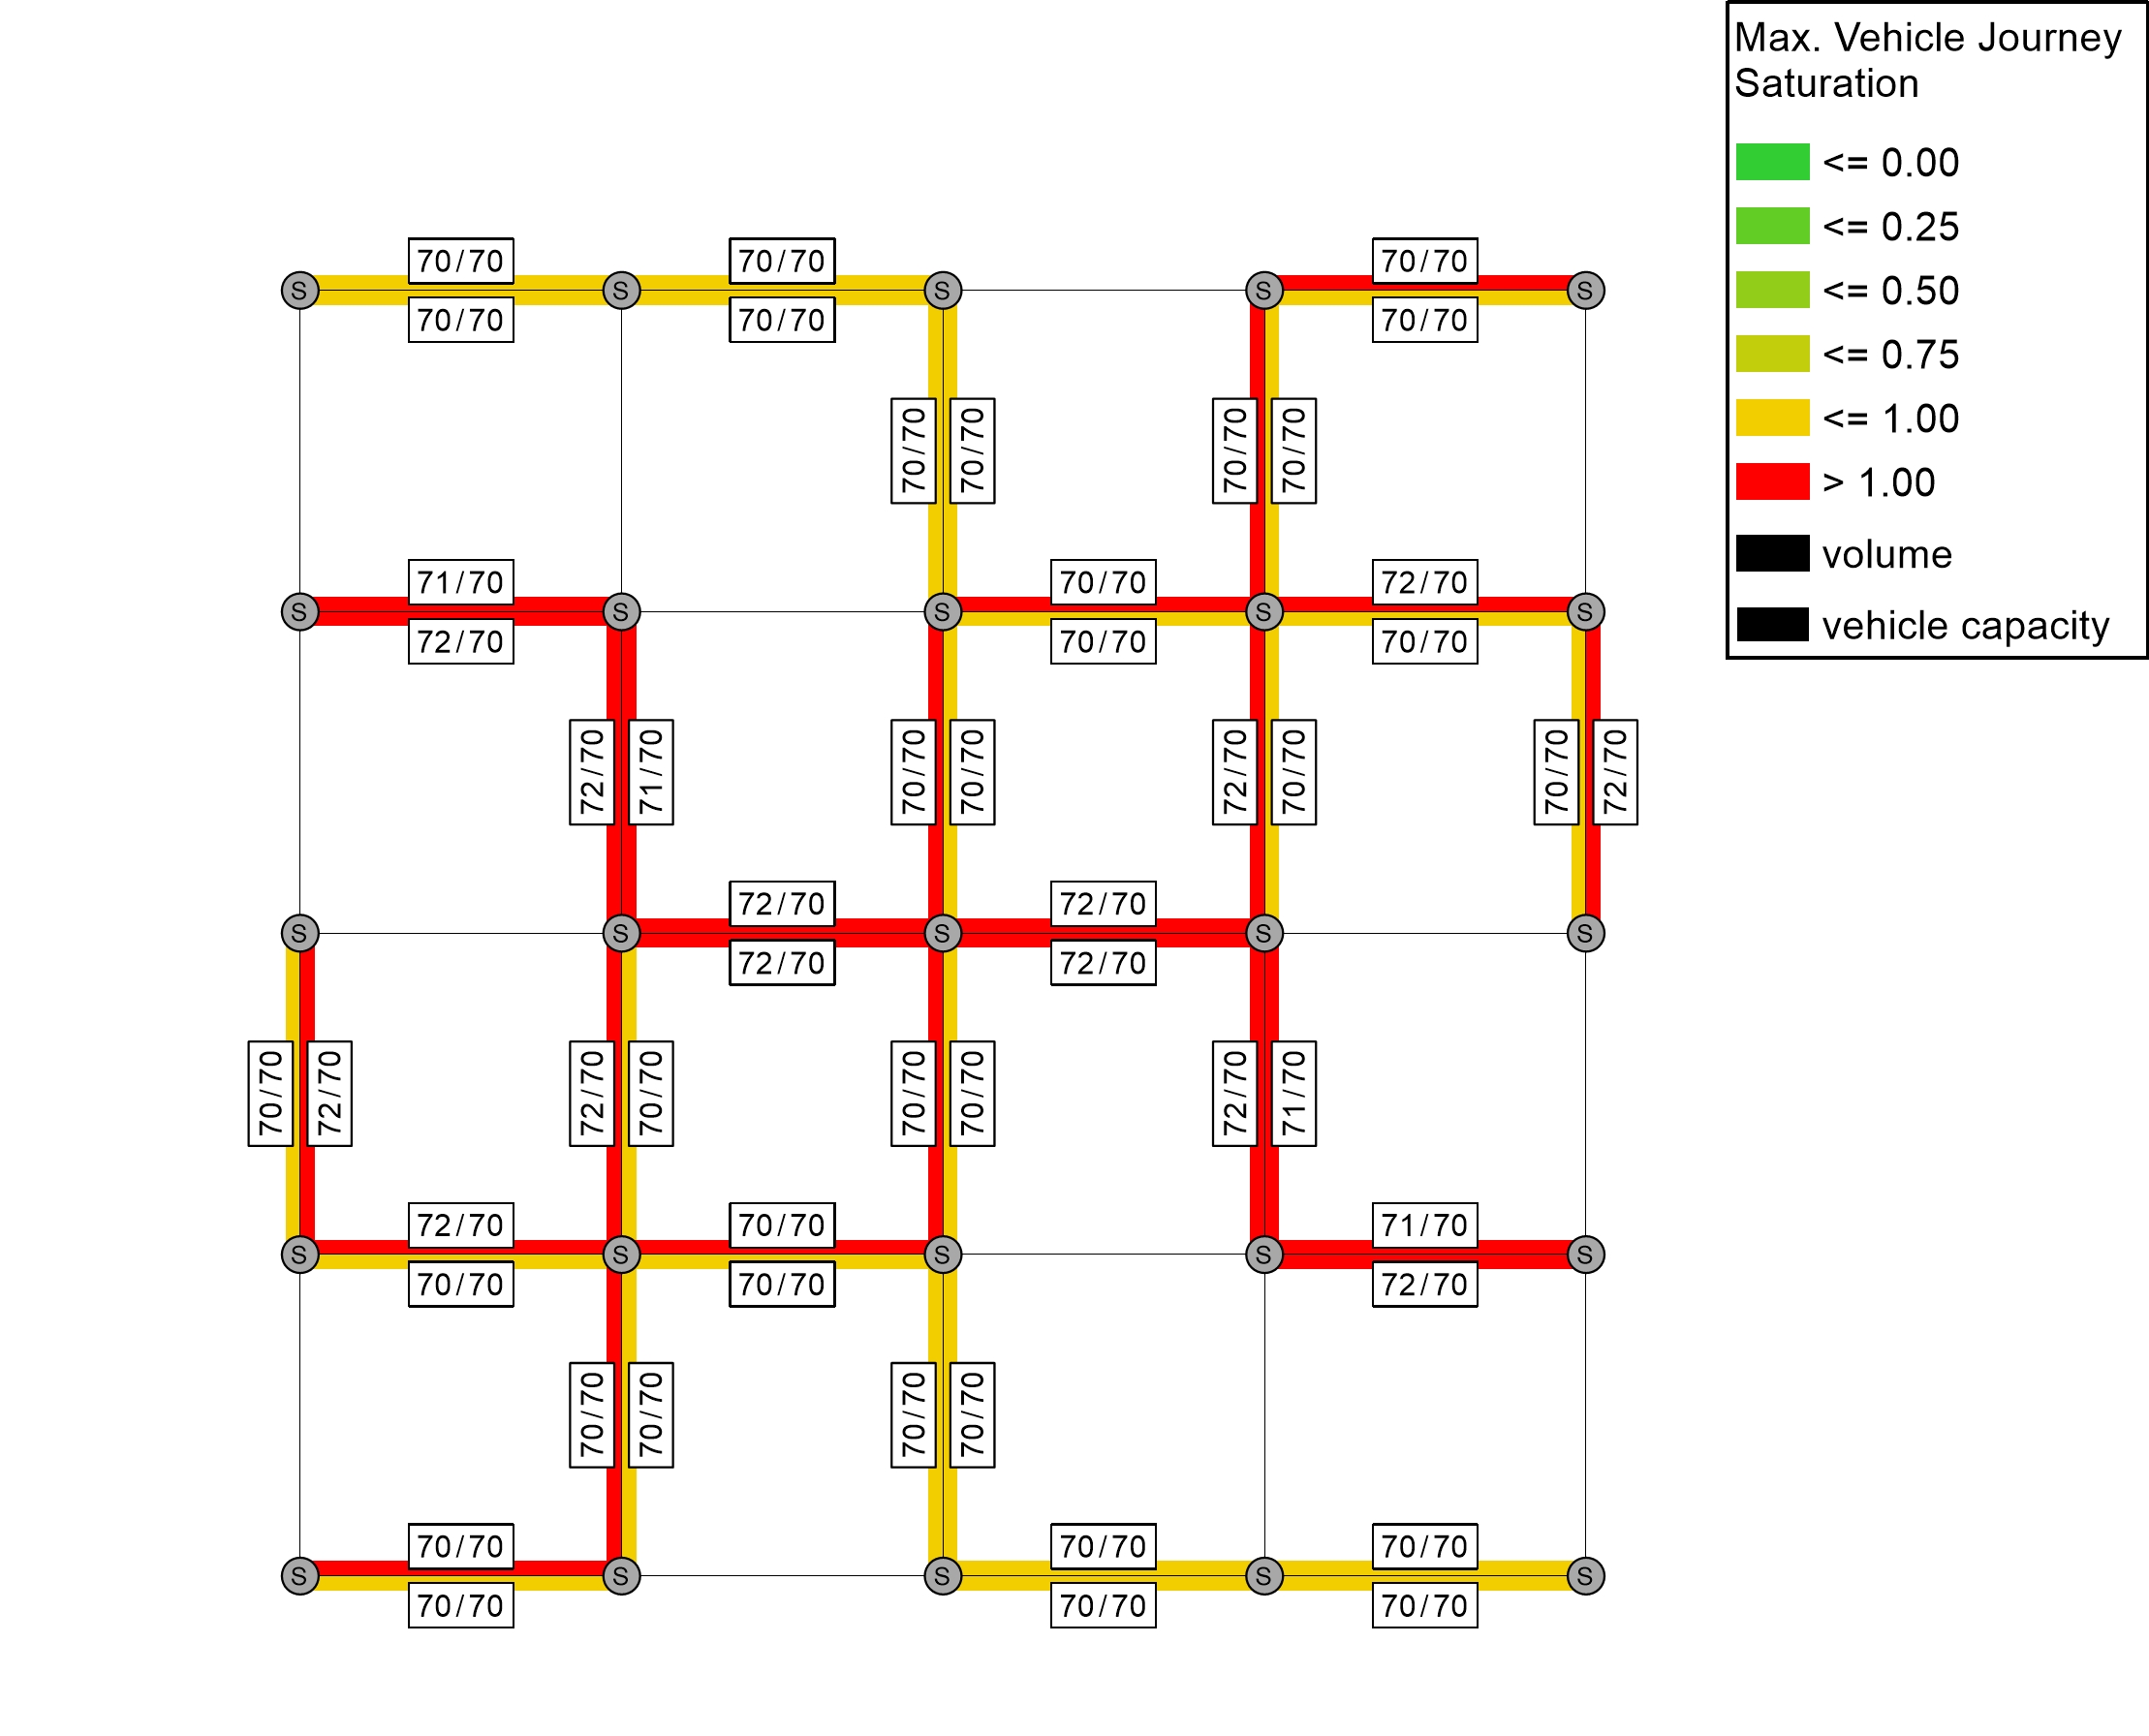 Max. Vehicle Journey
Saturation
<= 0.00
<= 0.25
<= 0.50
<= 0.75
<= 1.00
> 1.00
volume
vehicle capacity
70/70 70/70 70/70
S S S S S
70/70 70/70 70/70
70/70 70/70 70/70 70/70
71/70 70/70 72/70
S S S S S
72/70 70/70 70/70
72/70 71/70 70/70 70/70 72/70 70/70 70/70 72/70
72/70 72/70
S S S S S
72/70 72/70
70/70 72/70 72/70 70/70 70/70 70/70 72/70 71/70
72/70 70/70 71/70
S S S S S
70/70 70/70 72/70
70/70 70/70 70/70 70/70
70/70 70/70 70/70
S S S S S
70/70 70/70 70/70